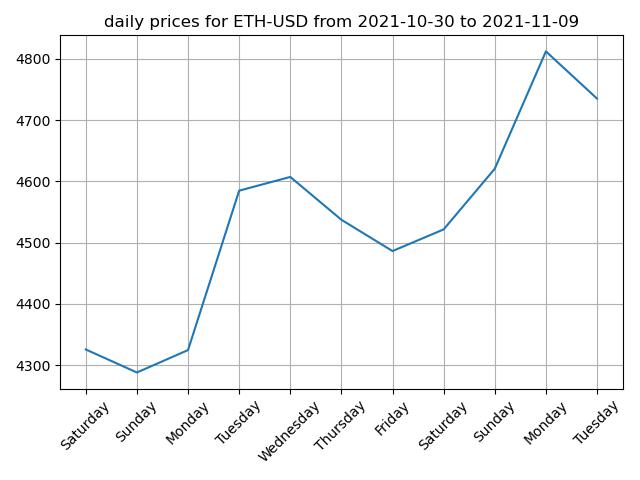 daily prices for ETH-USD from 2021-10-30 to 2021-11-09
4800
4700
4600
4500
4400
4300
Saturday
Sunday
Monday
Tuesday
Wednesday
Thursday
Friday
Saturday
Sunday
Monday
Tuesday